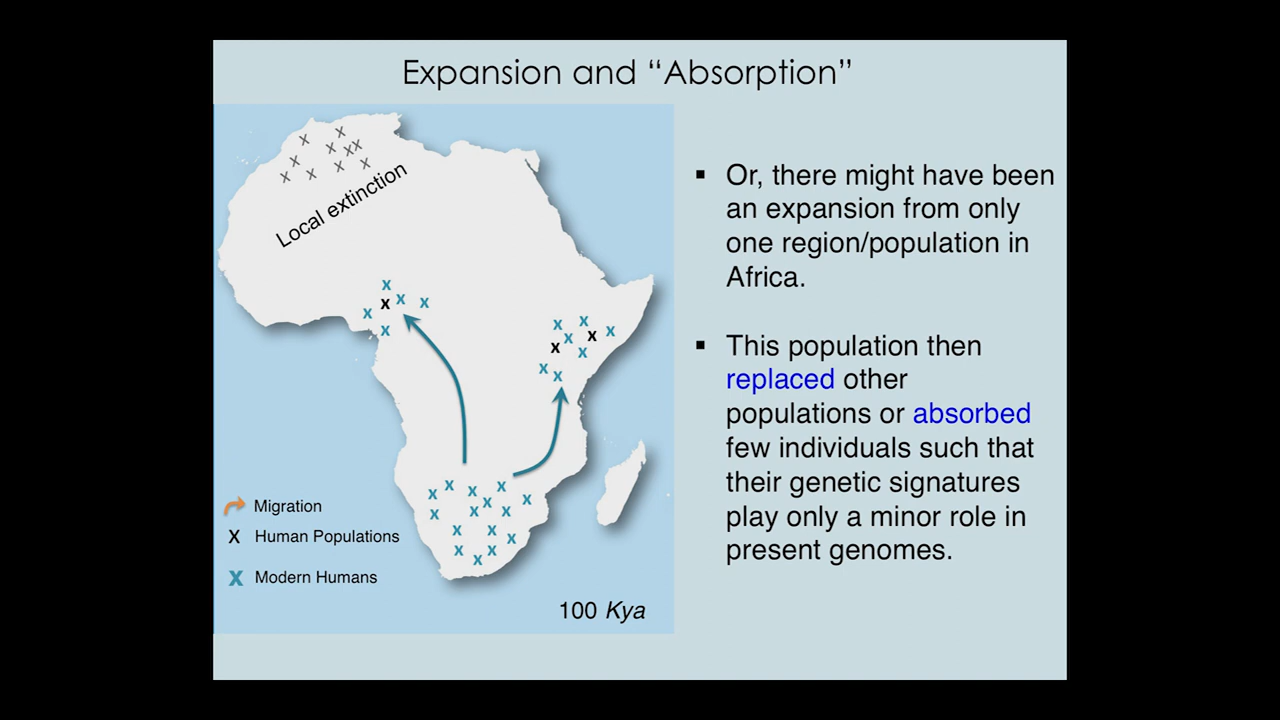 Expansion and “Absorption”
Local extinction
Migration
X Human Populations
X Modern Humans
100 Kya
▪ Or, there might have been
an expansion from only
one region/population in
Africa.
▪ This population then
replaced other
populations or absorbed
few individuals such that
their genetic signatures
play only a minor role in
present genomes.